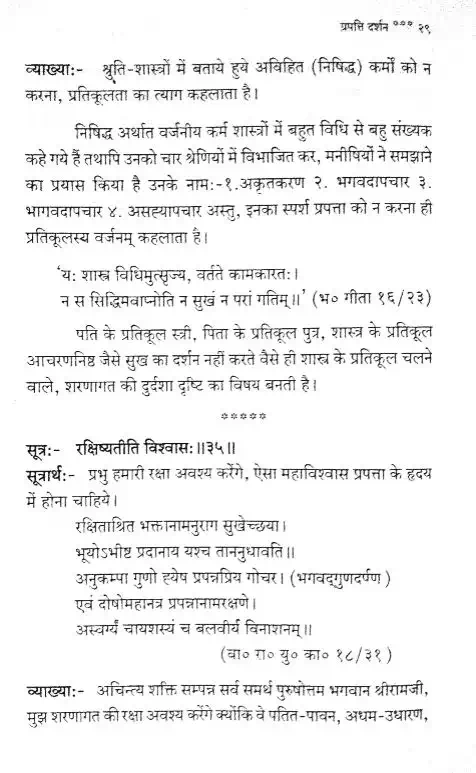 प्रपत्ति दर्शन *** २९
व्याख्या:- श्रुति-शास्त्रों में बताये हुये अविहित (निषिद्ध) कर्मों को न
करना, प्रतिकूलता का त्याग कहलाता है।
निषिद्ध अर्थात वर्जनीय कर्म शास्त्रों में बहुत विधि से बहु संख्यक
कहे गये हैं तथापि उनको चार श्रेणियों में विभाजित कर, मनीषियों ने समझाने
का प्रयास किया है उनके नाम:-१.अकृतकरण २. भगवदापचार ३.
भागवदापचार ४. असह्यापचार अस्तु, इनका स्पर्श प्रपत्ता को न करना ही
प्रतिकूलस्य वर्जनम् कहलाता है।
'य: शास्त्र विधिमुत्सृज्य, वर्तते कामकारत:।
न स सिद्धिमवाप्नोति न सुखं न परां गतिम्॥' (भ० गीता १६/२३)
पति के प्रतिकूल स्त्री, पिता के प्रतिकूल पुत्र, शास्त्र के प्रतिकूल
आचरणनिष्ठ जैसे सुख का दर्शन नहीं करते वैसे ही शास्त्र के प्रतिकूल चलने
वाले, शरणागत की दुर्दशा दृष्टि का विषय बनती है।
*****
सूत्र:- रक्षिष्यतीति विश्वास:॥३५॥
सूत्रार्थ:- प्रभु हमारी रक्षा अवश्य करेंगे, ऐसा महाविश्वास प्रपत्ता के हृदय
में होना चाहिये।
रक्षिताश्रित भक्तानामनुराग सुखेच्छया।
भूयोऽभीष्ट प्रदानाय यश्च ताननुधावति॥
अनुकम्पा गुणो ह्येष प्रपन्नप्रिय गोचर। (भगवद्गुणदर्पण)
एवं दोषोमहानत्र प्रपन्नानामरक्षणे।
अस्वर्ग्यं चायशस्यं च बलवीर्य विनाशनम्॥
(वा० रा० यु० का० १८/३१)
व्याख्या:- अचिन्त्य शक्ति सम्पन्न सर्व समर्थ पुरुषोत्तम भगवान श्रीरामजी,
मुझ शरणागत की रक्षा अवश्य करेंगे क्योंकि वे पतित-पावन, अधम-उधारण,